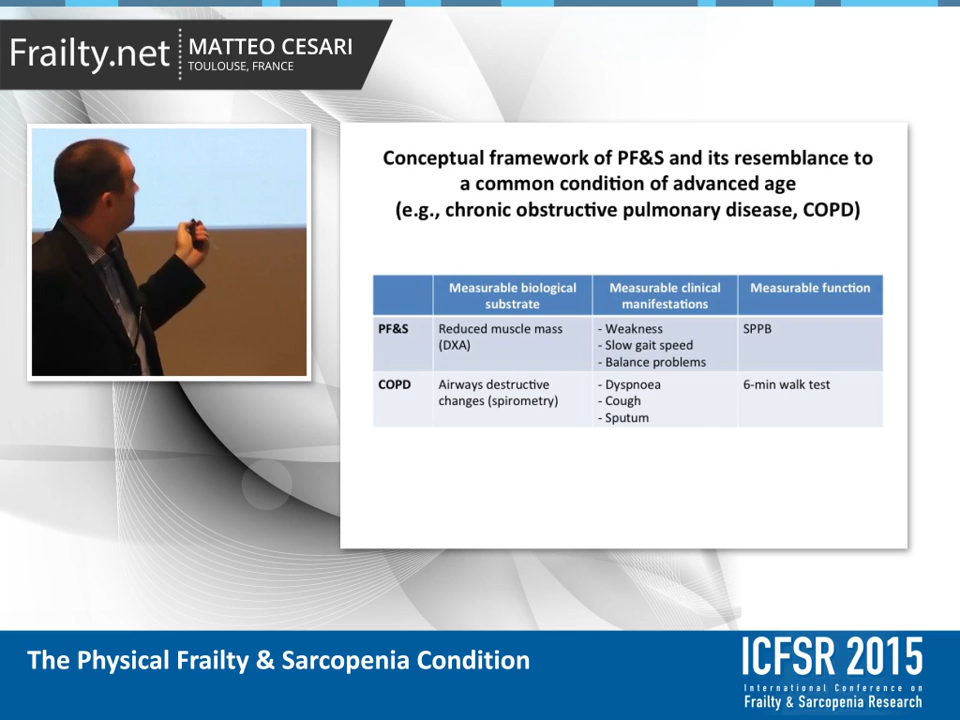 Frailty.net
MATTEO CESARI
TOULOUSE, FRANCE
Conceptual framework of PF&S and its resemblance to
a common condition of advanced age
(e.g., chronic obstructive pulmonary disease, COPD)
Measurable biological substrate | Measurable clinical manifestations | Measurable function
PF&S | Reduced muscle mass (DXA) | - Weakness - Slow gait speed - Balance problems | SPPB
COPD | Airways destructive changes (spirometry) | - Dyspnoea - Cough - Sputum | 6-min walk test
The Physical Frailty & Sarcopenia Condition
ICFSR 2015
International Conference on
Frailty & Sarcopenia Research